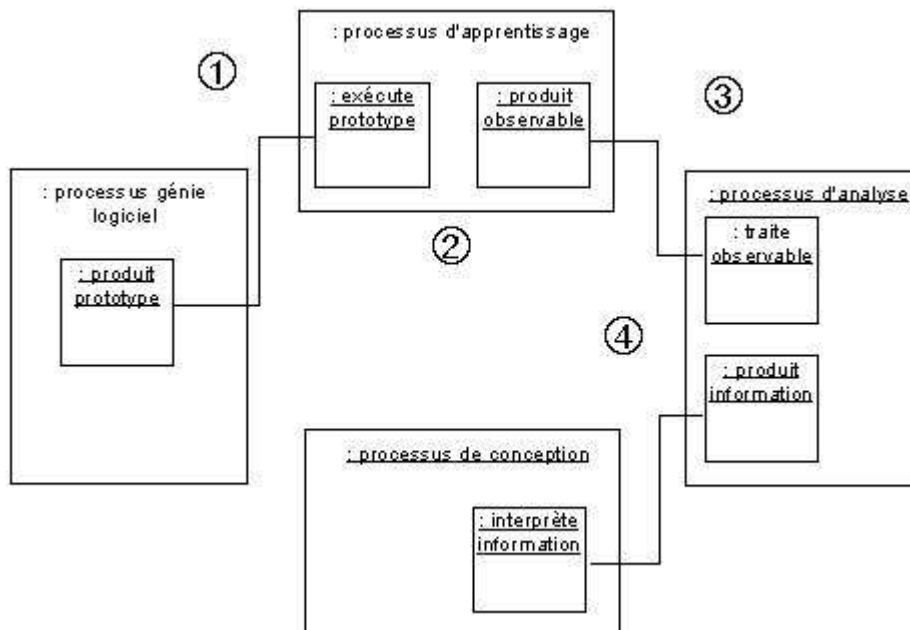 : processus d'apprentissage
①
: exécute
prototype
: produit
observable
③
: processus génie
logiciel
: produit
prototype
②
: processus d'analyse
: traite
observable
④
: produit
information
: processus de conception
: interprète
information